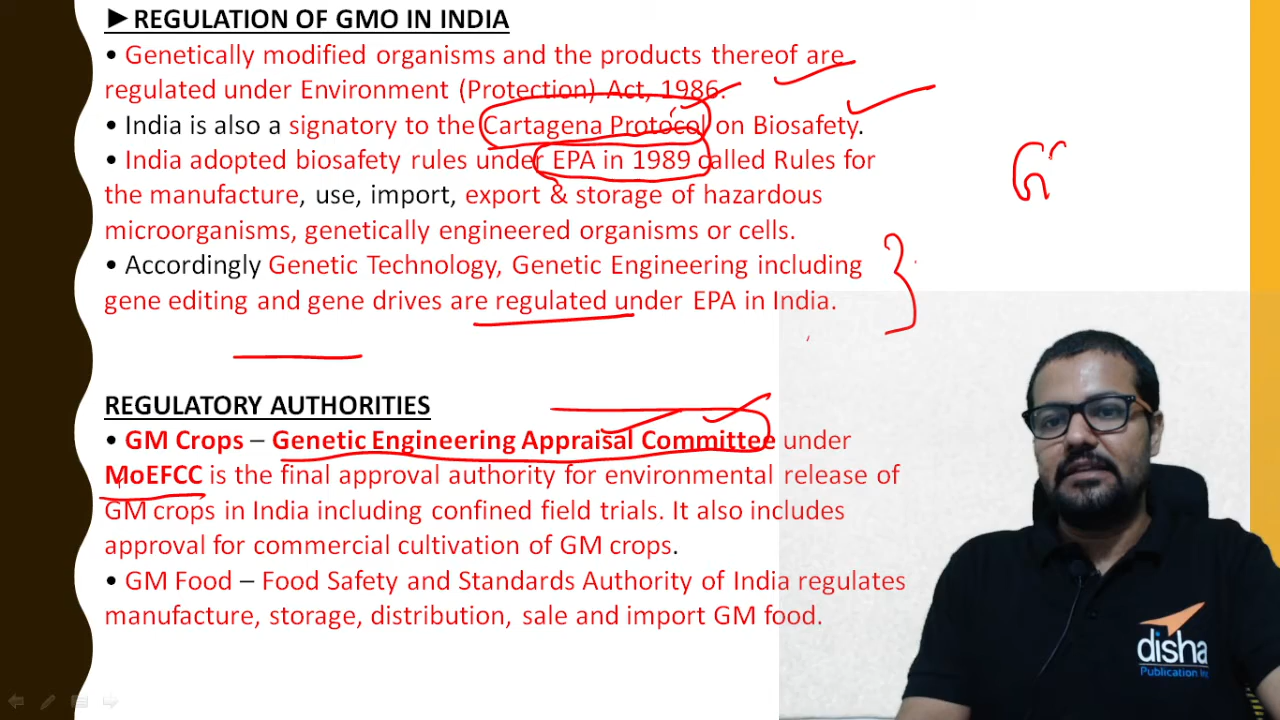 ►REGULATION OF GMO IN INDIA
• Genetically modified organisms and the products thereof are
regulated under Environment (Protection) Act, 1986.
• India is also a signatory to the Cartagena Protocol on Biosafety.
• India adopted biosafety rules under EPA in 1989 called Rules for
the manufacture, use, import, export & storage of hazardous
microorganisms, genetically engineered organisms or cells.
• Accordingly Genetic Technology, Genetic Engineering including
gene editing and gene drives are regulated under EPA in India.
REGULATORY AUTHORITIES
• GM Crops – Genetic Engineering Appraisal Committee under
MoEFCC is the final approval authority for environmental release of
GM crops in India including confined field trials. It also includes
approval for commercial cultivation of GM crops.
• GM Food – Food Safety and Standards Authority of India regulates
manufacture, storage, distribution, sale and import GM food.
disha
Publication